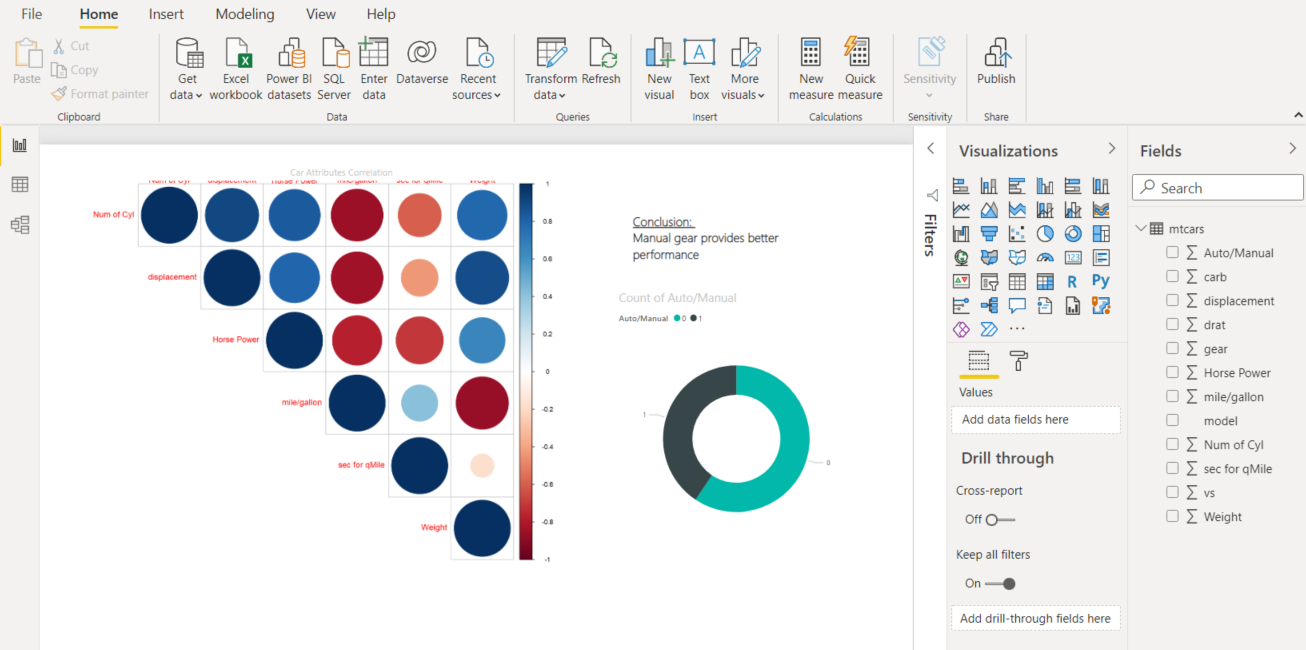 File Home Insert Modeling View Help
Paste
Cut
Copy
Format painter
Clipboard
Get data
Excel workbook
Power BI datasets
SQL Server
Enter data
Dataverse
Recent sources
Data
Transform data
Refresh
Queries
New visual
A
Text box
More visuals
Insert
New measure
Quick measure
Calculations
Sensitivity
Sensitivity
Publish
Share
Car Attributes Correlation
Num of Cyl displacement Horse Power mile/gallon sec for qMile Weight
Num of Cyl
displacement
Horse Power
mile/gallon
sec for qMile
Weight
1
0.8
0.6
0.4
0.2
0
-0.2
-0.4
-0.6
-0.8
-1
Conclusion:
Manual gear provides better
performance
Count of Auto/Manual
Auto/Manual 0 1
1
0
Filters
Visualizations
123
R Py
...
Values
Add data fields here
Drill through
Cross-report
Off
Keep all filters
On
Add drill-through fields here
Fields
Search
mtcars
Auto/Manual
carb
displacement
drat
gear
Horse Power
mile/gallon
model
Num of Cyl
sec for qMile
vs
Weight